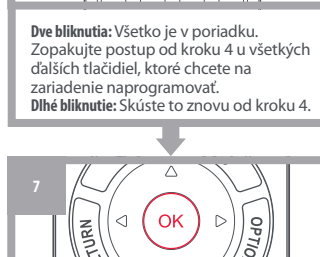 Dve bliknutia: Všetko je v poriadku.
Zopakujte postup od kroku 4 u všetkých
ďalších tlačidiel, ktoré chcete na
zariadenie naprogramovať.
Dlhé bliknutie: Skúste to znovu od kroku 4.
7
OK